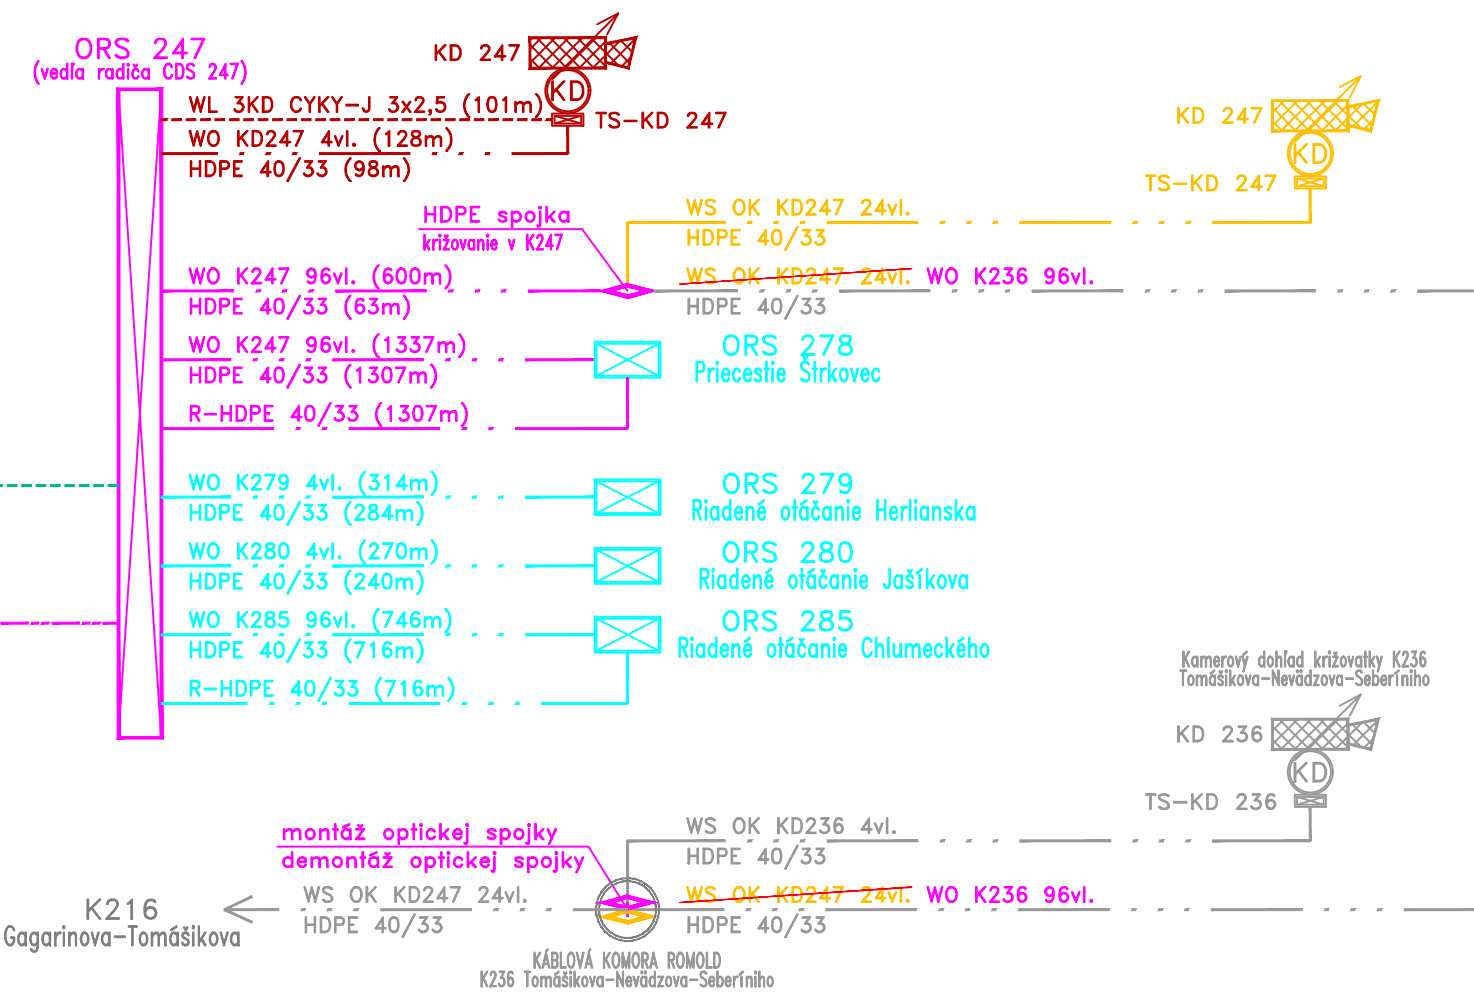 ORS 247
(vedľa radiča CDS 247)
KD 247
KD
WL 3KD CYKY-J 3x2,5 (101m)
TS-KD 247
WO KD247 4vl. (128m)
HDPE 40/33 (98m)
KD 247
KD
TS-KD 247
HDPE spojka
križovanie v K247
WS OK KD247 24vl.
HDPE 40/33
WO K247 96vl. (600m)
HDPE 40/33 (63m)
WS OK KD247 24vl. WO K236 96vl.
HDPE 40/33
WO K247 96vl. (1337m)
HDPE 40/33 (1307m)
ORS 278
Priecestie Štrkovec
R-HDPE 40/33 (1307m)
WO K279 4vl. (314m)
HDPE 40/33 (284m)
ORS 279
Riadené otáčanie Herlianska
WO K280 4vl. (270m)
HDPE 40/33 (240m)
ORS 280
Riadené otáčanie Jašíkova
WO K285 96vl. (746m)
HDPE 40/33 (716m)
ORS 285
Riadené otáčanie Chlumeckého
R-HDPE 40/33 (716m)
Kamerový dohľad križovatky K236
Tomášikova-Nevädzova-Seberíniho
KD 236
KD
TS-KD 236
montáž optickej spojky
demontáž optickej spojky
WS OK KD236 4vl.
HDPE 40/33
K216
Gagarinova-Tomášikova
WS OK KD247 24vl.
HDPE 40/33
WS OK KD247 24vl. WO K236 96vl.
HDPE 40/33
KÁBLOVÁ KOMORA ROMOLD
K236 Tomášikova-Nevädzova-Seberíniho